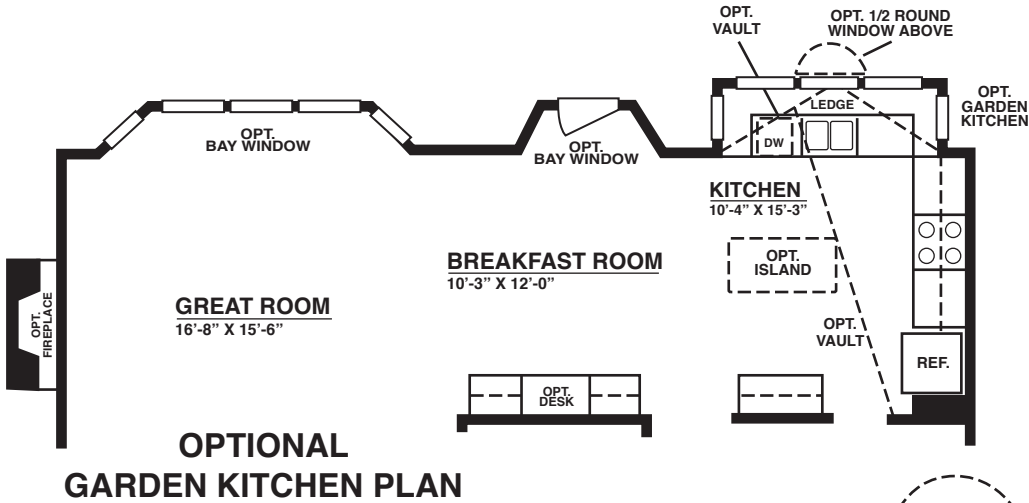 OPT.
VAULT
OPT. 1/2 ROUND
WINDOW ABOVE
OPT.
GARDEN
KITCHEN
LEDGE
OPT.
BAY WINDOW
OPT.
BAY WINDOW
DW
KITCHEN
10'-4" X 15'-3"
BREAKFAST ROOM
10'-3" X 12'-0"
OPT.
ISLAND
GREAT ROOM
16'-8" X 15'-6"
OPT.
FIREPLACE
OPT.
VAULT
REF.
OPT.
DESK
OPTIONAL
GARDEN KITCHEN PLAN